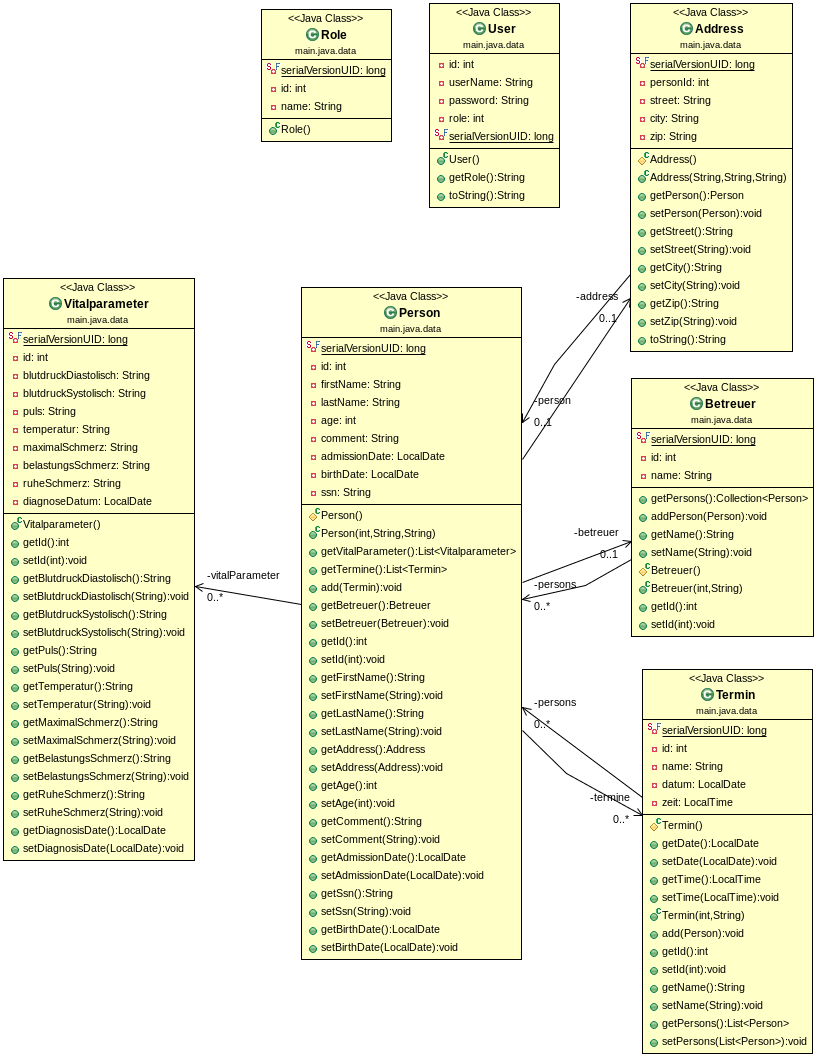 <<Java Class>>
Role
main.java.data
serialVersionUID: long
id: int
name: String
Role()
<<Java Class>>
User
main.java.data
id: int
userName: String
password: String
role: int
serialVersionUID: long
User()
getRole():String
toString():String
<<Java Class>>
Address
main.java.data
serialVersionUID: long
personId: int
street: String
city: String
zip: String
Address()
Address(String,String,String)
getPerson():Person
setPerson(Person):void
getStreet():String
setStreet(String):void
getCity():String
setCity(String):void
getZip():String
setZip(String):void
toString():String
<<Java Class>>
Vitalparameter
main.java.data
serialVersionUID: long
id: int
blutdruckDiastolisch: String
blutdruckSystolisch: String
puls: String
temperatur: String
maximalSchmerz: String
belastungsSchmerz: String
ruheSchmerz: String
diagnoseDatum: LocalDate
Vitalparameter()
getId():int
setId(int):void
getBlutdruckDiastolisch():String
setBlutdruckDiastolisch(String):void
getBlutdruckSystolisch():String
setBlutdruckSystolisch(String):void
getPuls():String
setPuls(String):void
getTemperatur():String
setTemperatur(String):void
getMaximalSchmerz():String
setMaximalSchmerz(String):void
getBelastungsSchmerz():String
setBelastungsSchmerz(String):void
getRuheSchmerz():String
setRuheSchmerz(String):void
getDiagnosisDate():LocalDate
setDiagnosisDate(LocalDate):void
-vitalParameter
0..*
<<Java Class>>
Person
main.java.data
serialVersionUID: long
id: int
firstName: String
lastName: String
age: int
comment: String
admissionDate: LocalDate
birthDate: LocalDate
ssn: String
Person()
Person(int,String,String)
getVitalParameter():List<Vitalparameter>
getTermine():List<Termin>
add(Termin):void
getBetreuer():Betreuer
setBetreuer(Betreuer):void
getId():int
setId(int):void
getFirstName():String
setFirstName(String):void
getLastName():String
setLastName(String):void
getAddress():Address
setAddress(Address):void
getAge():int
setAge(int):void
getComment():String
setComment(String):void
getAdmissionDate():LocalDate
setAdmissionDate(LocalDate):void
getSsn():String
setSsn(String):void
getBirthDate():LocalDate
setBirthDate(LocalDate):void
-address
0..1
-person
0..1
-betreuer
0..1
-persons
0..*
-persons
0..*
-termine
0..*
<<Java Class>>
Betreuer
main.java.data
serialVersionUID: long
id: int
name: String
getPersons():Collection<Person>
addPerson(Person):void
getName():String
setName(String):void
Betreuer()
Betreuer(int,String)
getId():int
setId(int):void
<<Java Class>>
Termin
main.java.data
serialVersionUID: long
id: int
name: String
datum: LocalDate
zeit: LocalTime
Termin()
getDate():LocalDate
setDate(LocalDate):void
getTime():LocalTime
setTime(LocalTime):void
Termin(int,String)
add(Person):void
getId():int
setId(int):void
getName():String
setName(String):void
getPersons():List<Person>
setPersons(List<Person>):void